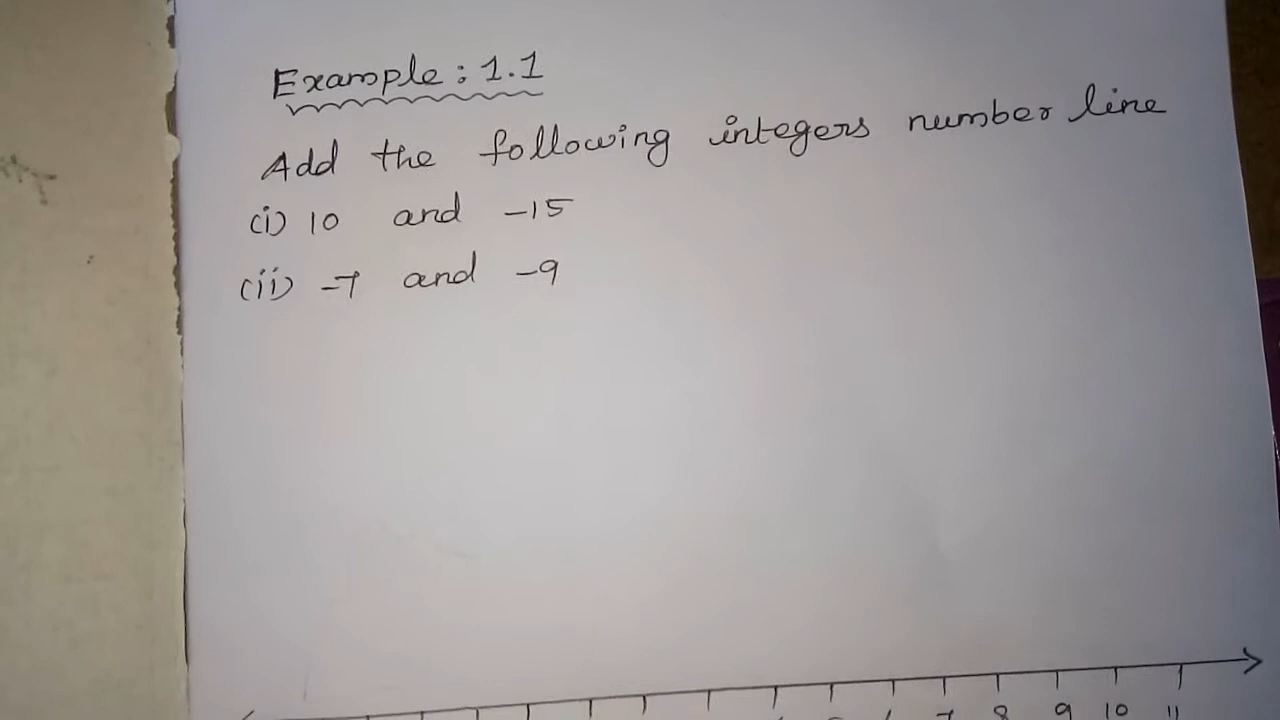 Example : 1.1
Add the following integers number line
(i) 10 and -15
(ii) -7 and -9
8 9 10 11